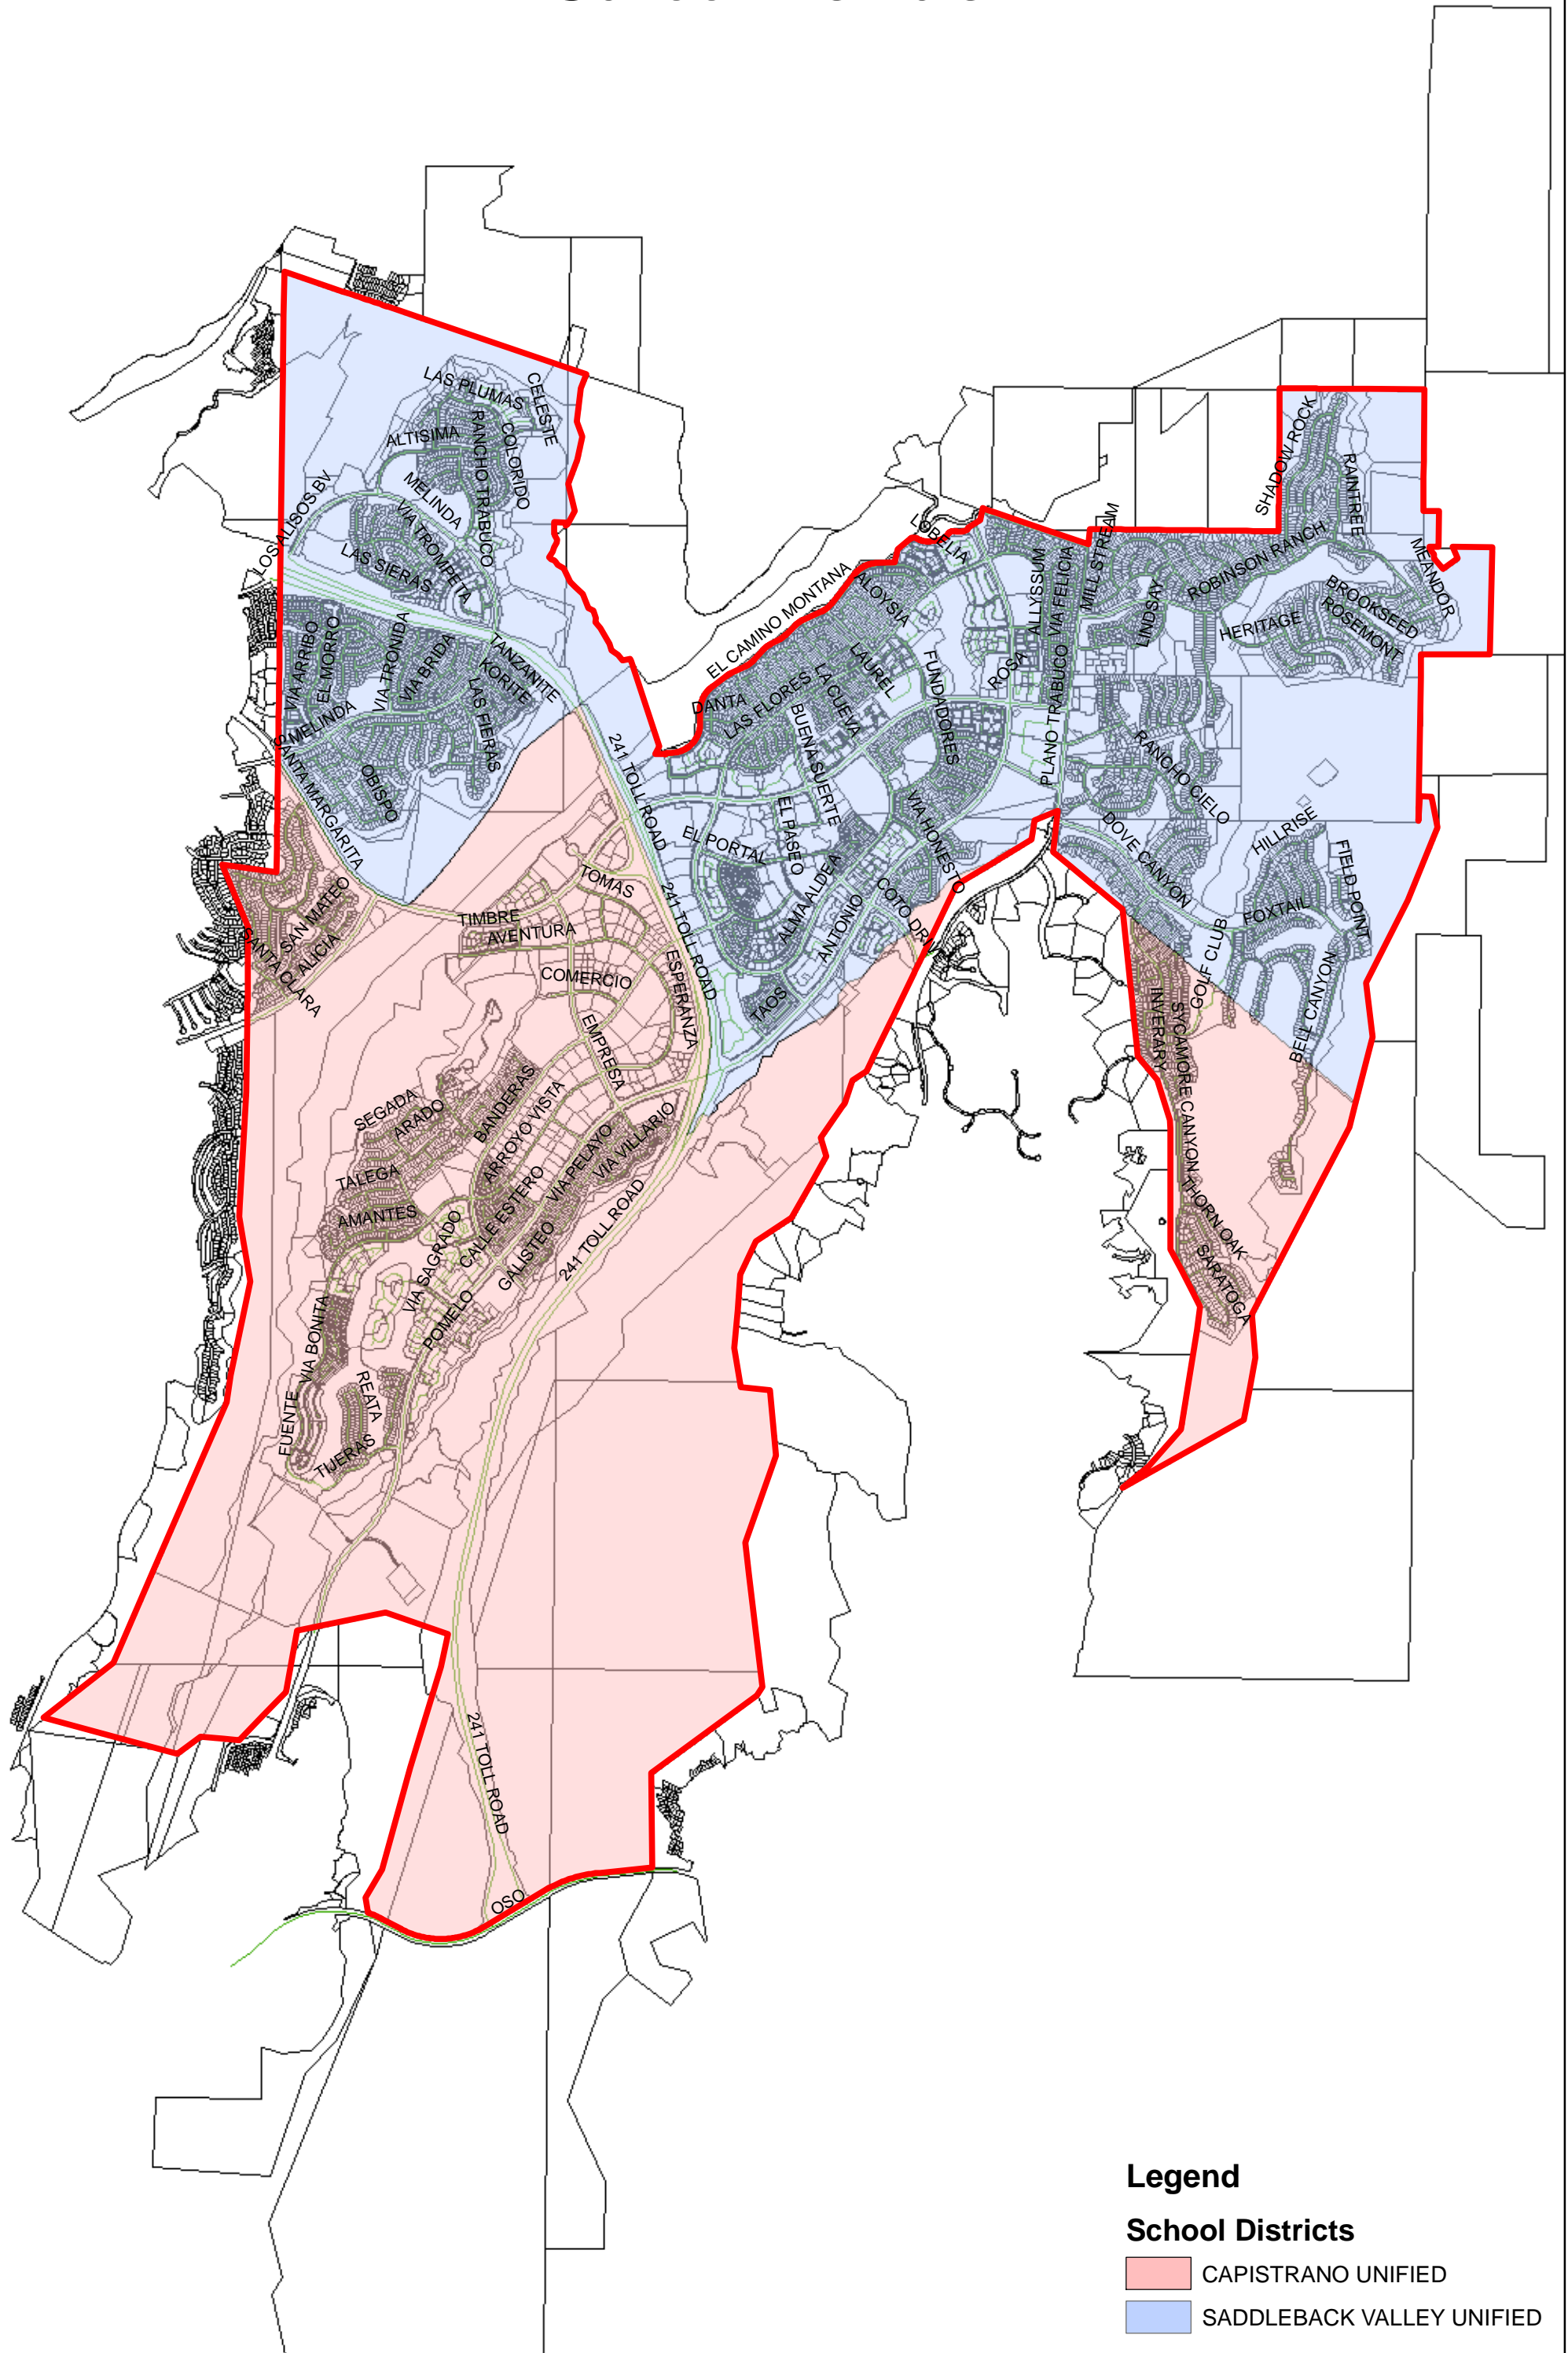 LAS PLUMAS
CELESTE
ALTISIMA
RANCHO TRABUCO
COLORIDO
MELINDA
VIA TROMPETA
LOS ALISOS BV
LAS SIERAS
SHADOW ROCK
RAINTREE
LOBELIA
ALLYSSUM
VIA FELICIA
MILL STREAM
ROBINSON RANCH
MEANDOR
EL CAMINO MONTANA
ALOYSIA
LINDSAY
BROOKSEED
HERITAGE
ROSEMONT
VIA ARRIBO
EL MORRO
VIA TRONIDA
VIA BRIDA
TANZANITE
KORITE
LAS FIERAS
MELINDA
LAUREL
FUNDADORES
ROSA
DANTA
LAS FLORES
LA CUEVA
BUENA SUERTE
PLANO TRABUCO
RANCHO CIELO
SANTA MARGARITA
OBISPO
241 TOLL ROAD
EL PASEO
VIA HONESTO
EL PORTAL
DOVE CANYON
HILLRISE
FIELD POINT
TOMAS
ALMA ALDEA
COTO DRIVE
SAN MATEO
TIMBRE
AVENTURA
241 TOLL ROAD
ANTONIO
FOXTAIL
GOLF CLUB
SANTA CLARA
ALICIA
COMERCIO
ESPERANZA
TAOS
INVERARY
SYCAMORE CANYON
BELL CANYON
EMPRESA
SEGADA
ARADO
BANDERAS
ARROYO VISTA
VIA PELAYO
VIA VILLARIO
TALEGA
AMANTES
CALLE ESTERO
THORN OAK
VIA SAGRADO
GALISTEO
241 TOLL ROAD
SARATOGA
VIA BONITA
POMELO
REATA
FUENTE
TIJERAS
241 TOLL ROAD
OSO
Legend
School Districts
CAPISTRANO UNIFIED
SADDLEBACK VALLEY UNIFIED